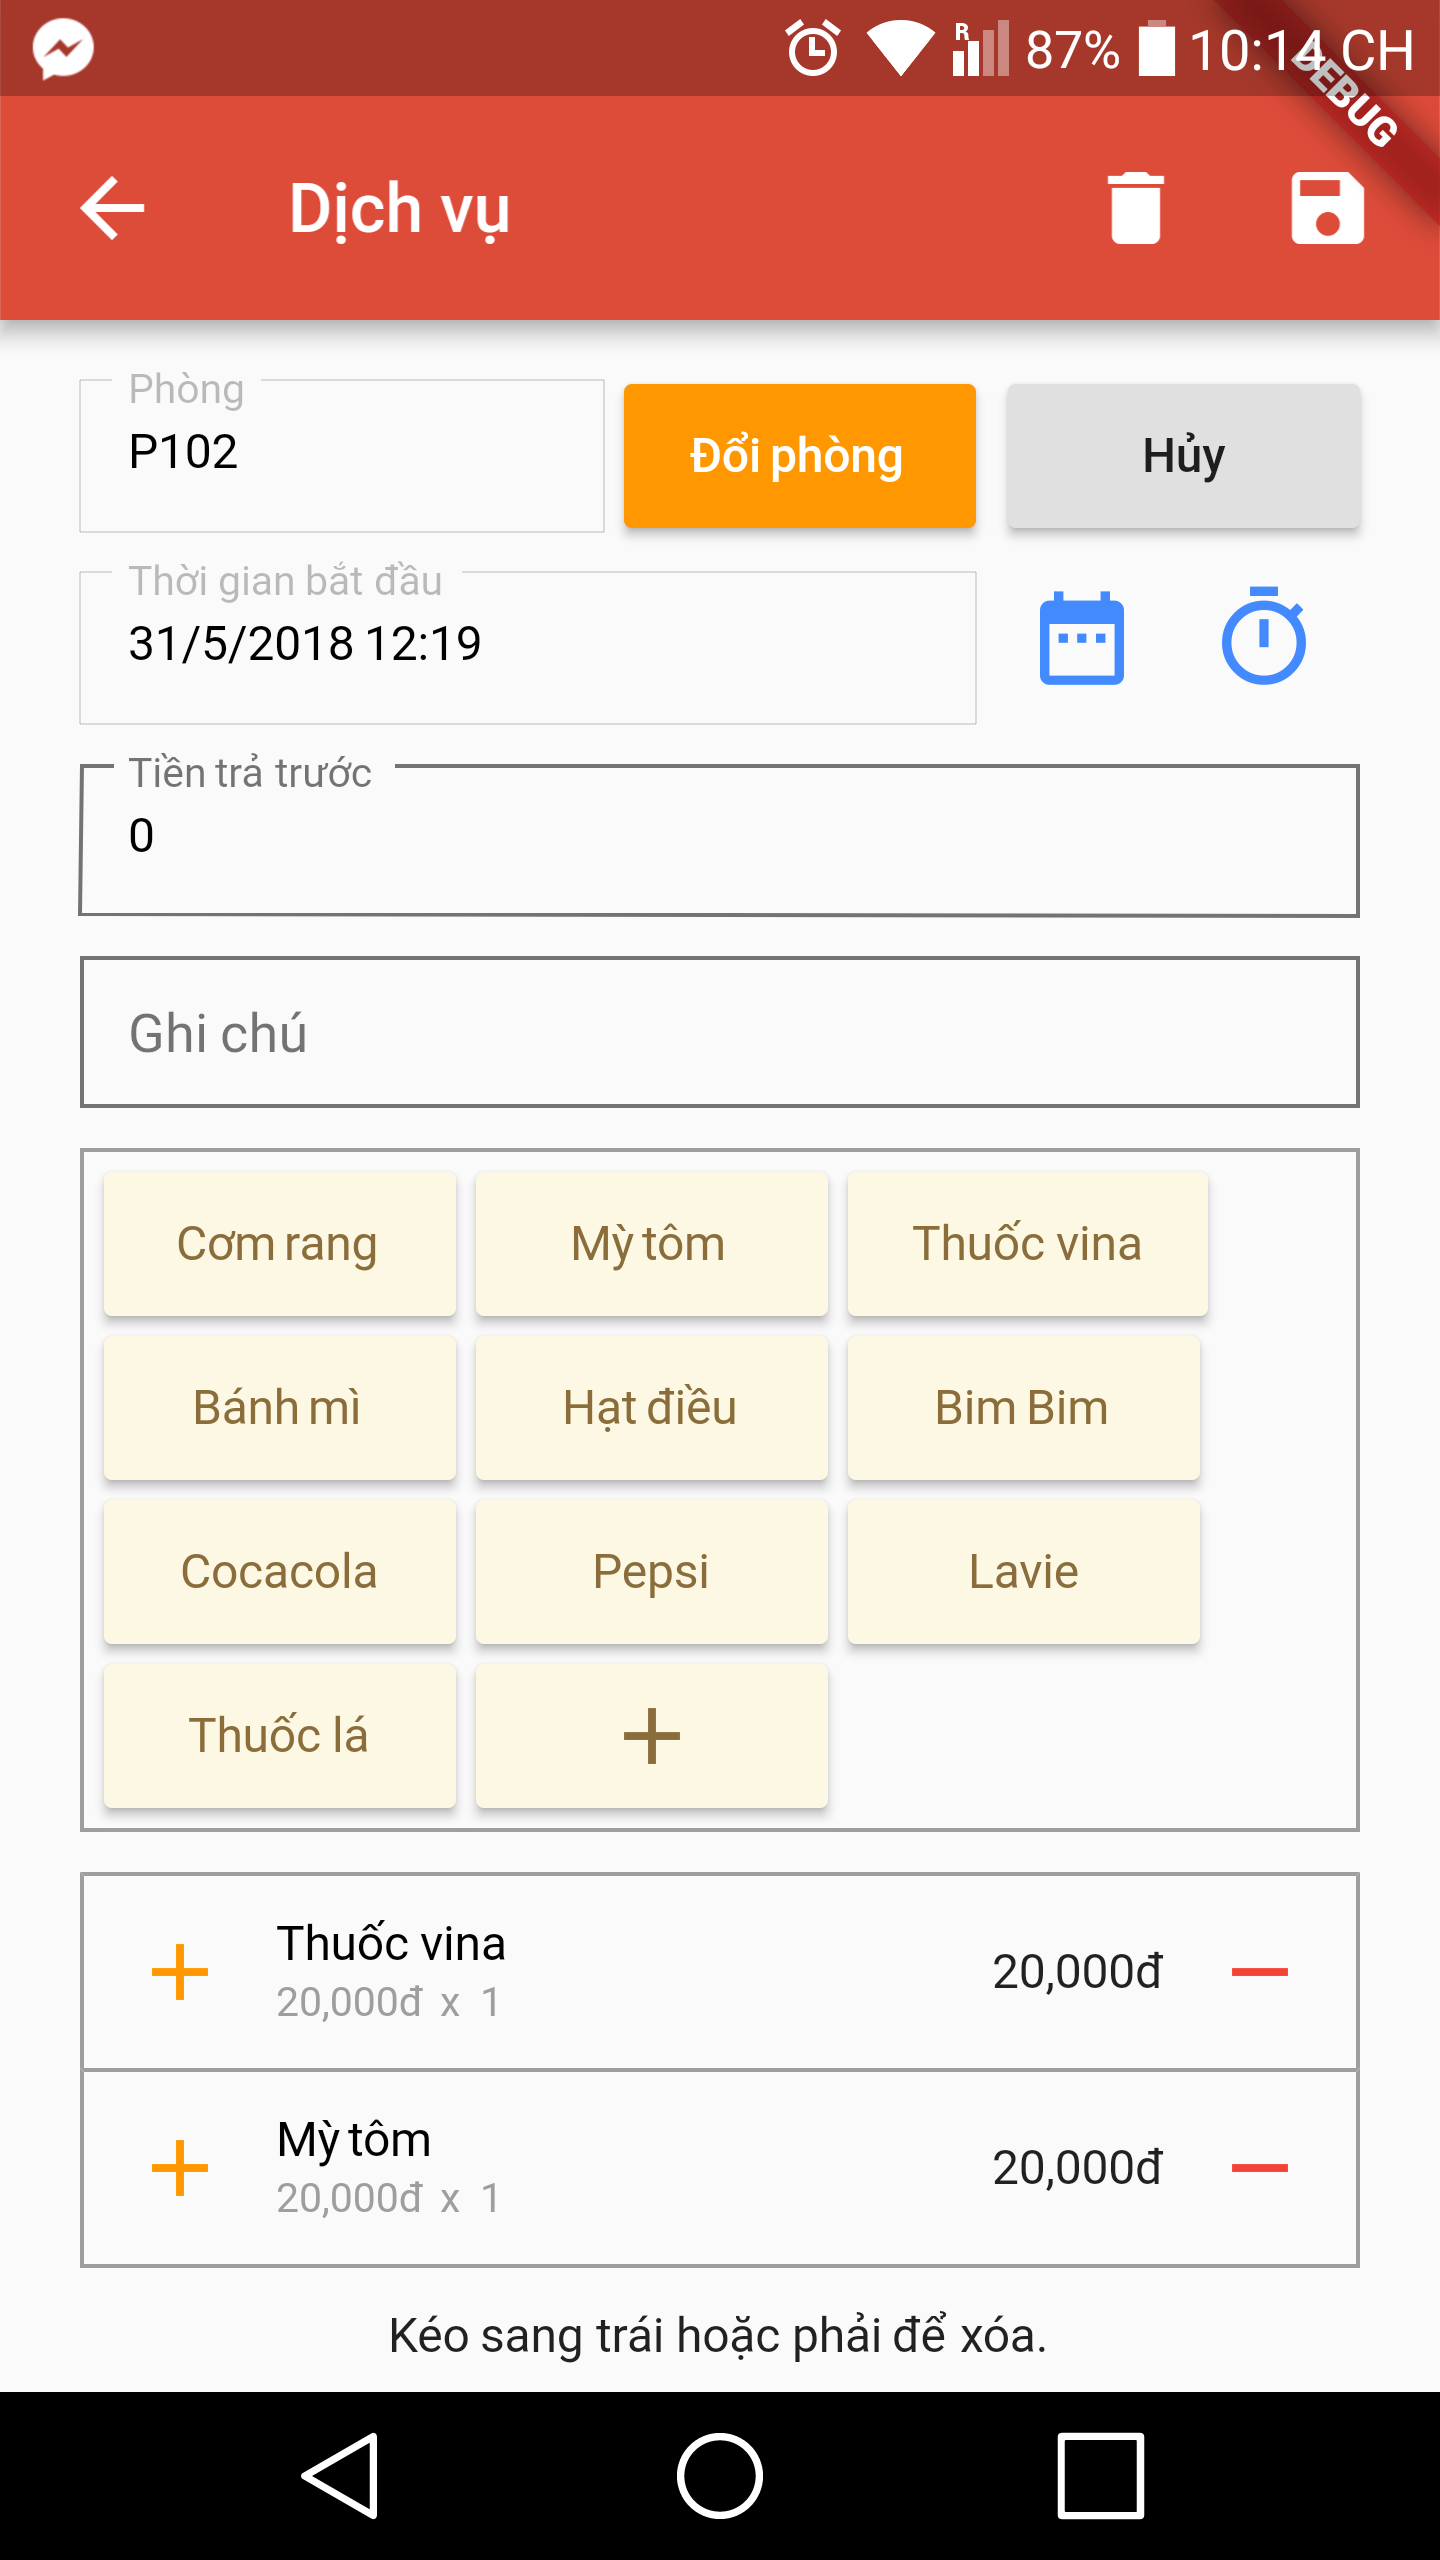 R 87% 10:14 CH
DEBUG
Dịch vụ
Phòng
P102
Đổi phòng
Hủy
Thời gian bắt đầu
31/5/2018 12:19
Tiền trả trước
0
Ghi chú
Cơm rang
Mỳ tôm
Thuốc vina
Bánh mì
Hạt điều
Bim Bim
Cocacola
Pepsi
Lavie
Thuốc lá
Thuốc vina
20,000đ x 1
20,000đ
Mỳ tôm
20,000đ x 1
20,000đ
Kéo sang trái hoặc phải để xóa.